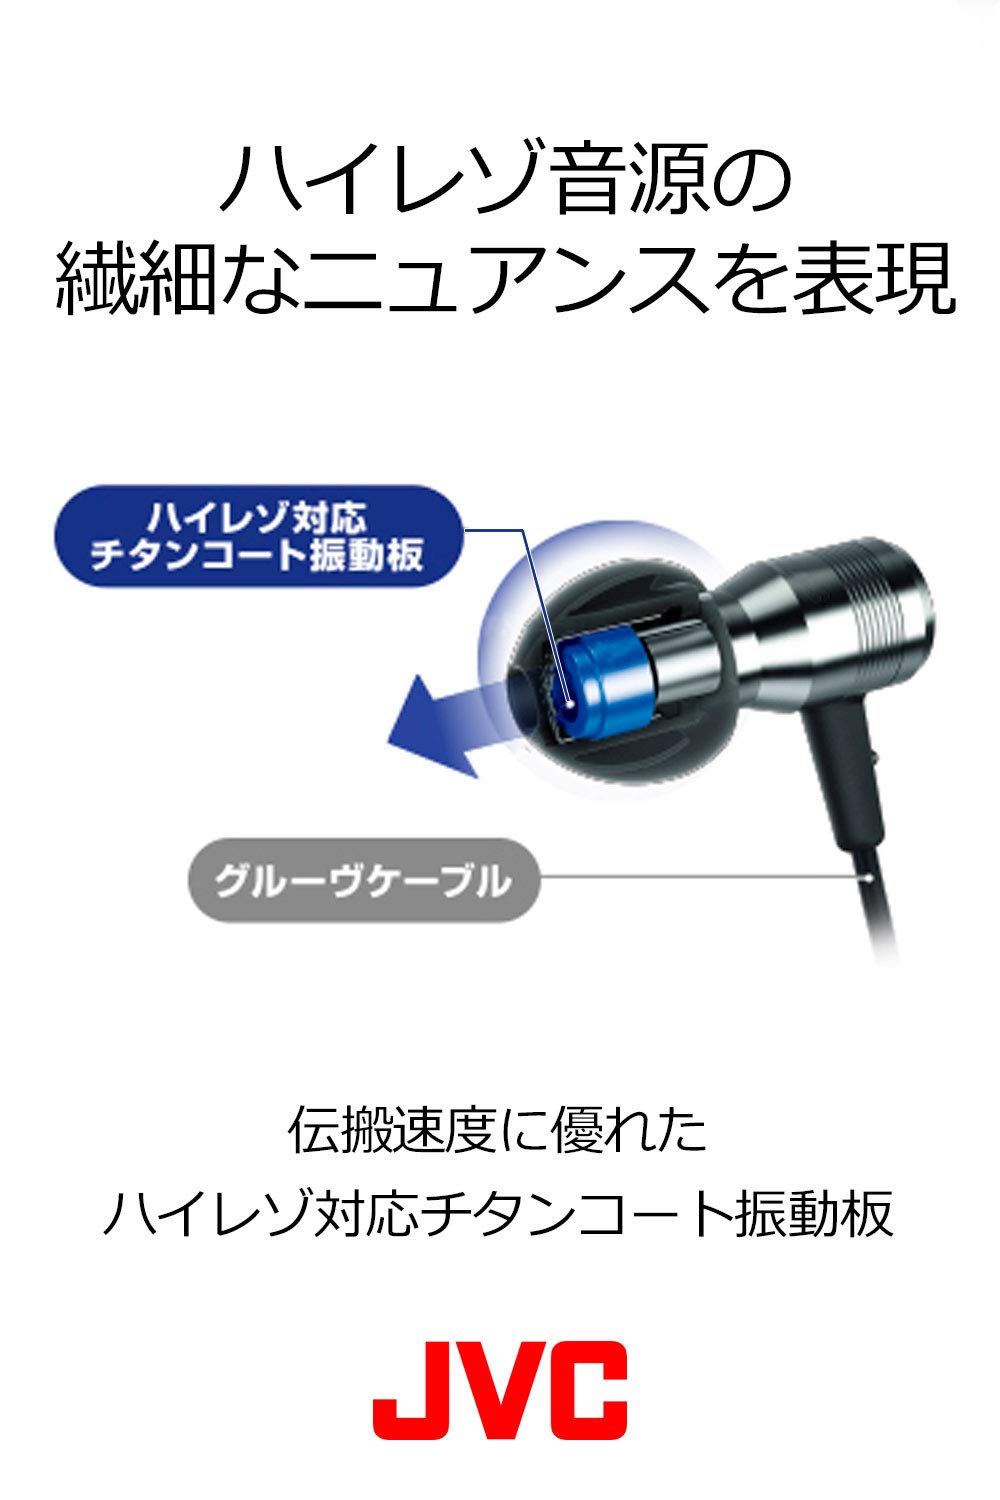 ハイレゾ音源の
繊細なニュアンスを表現
ハイレゾ対応
チタンコート振動板
グルーヴケーブル
伝搬速度に優れた
ハイレゾ対応チタンコート振動板
JVC